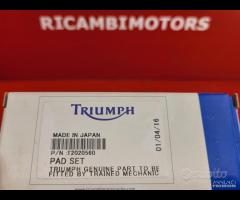 RICAMBIMOTORS
TRIUMPH
MADE IN JAPAN
P/N :T2020560
PAD SET
01/04/16
TRIUMPH GENUINE PART TO BE
FITTED BY TRAINED MECHANIC